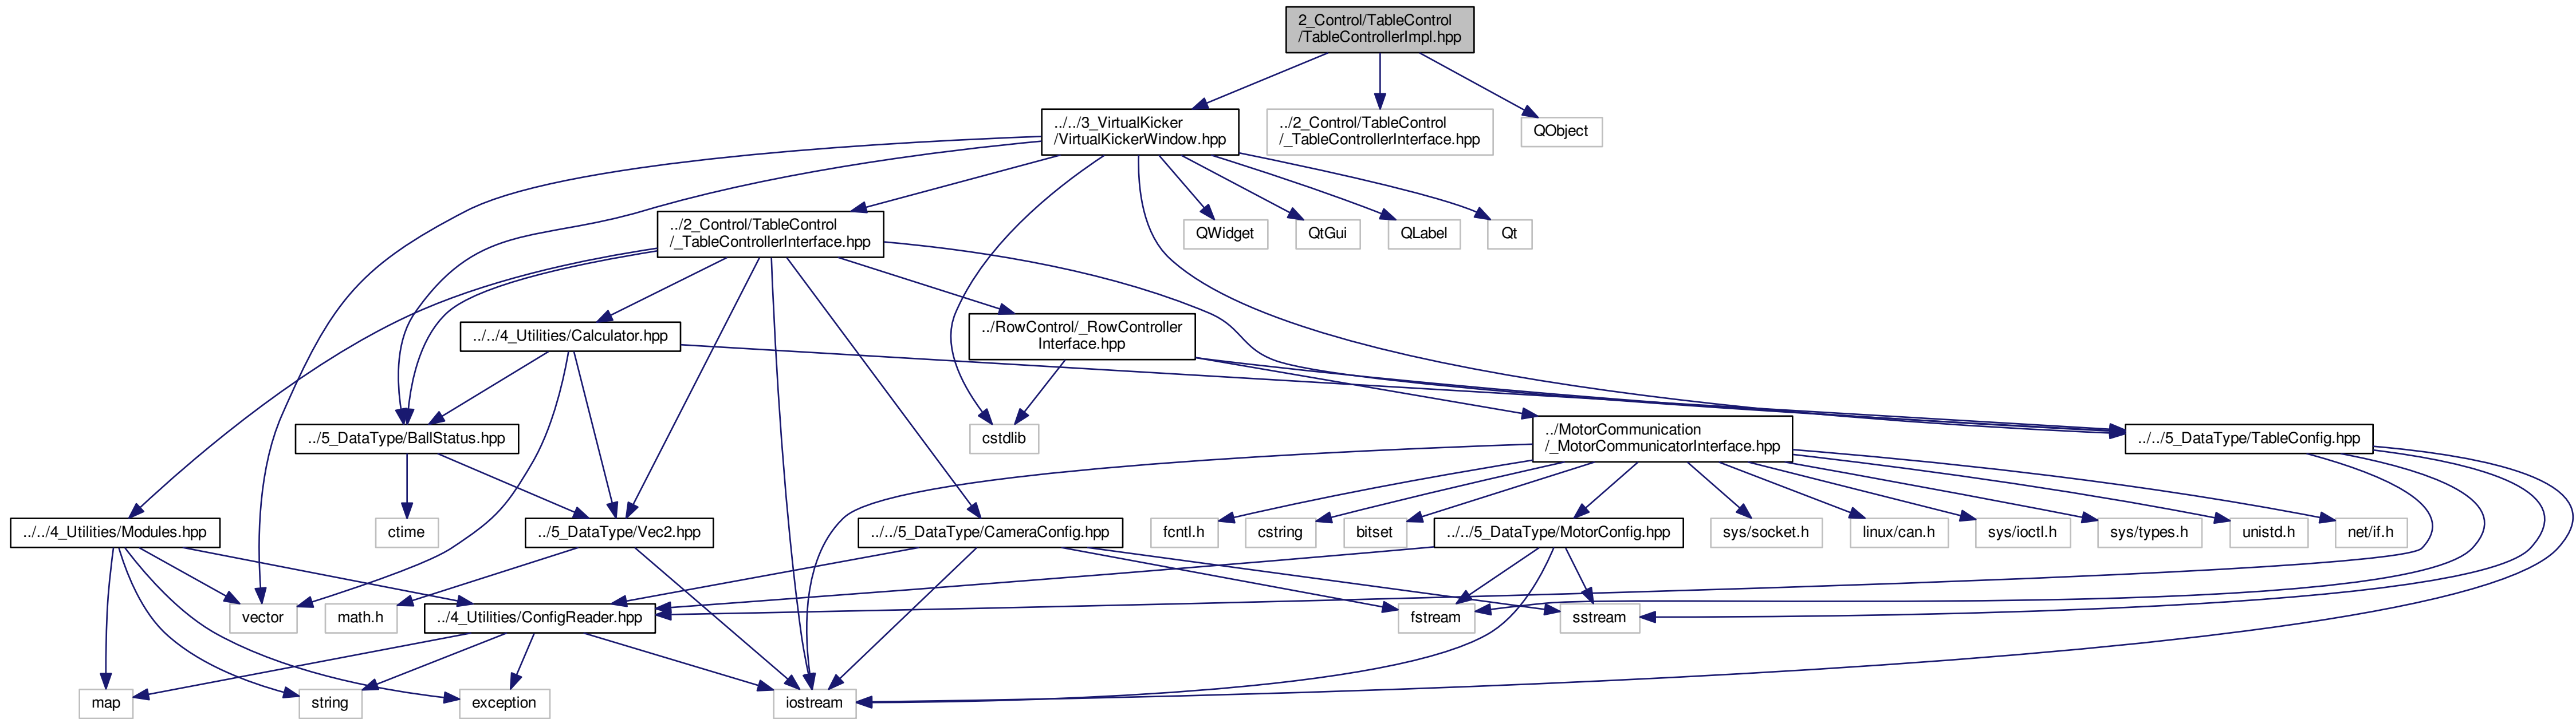 2_Control/TableControl
/TableControllerImpl.hpp
../../3_VirtualKicker
/VirtualKickerWindow.hpp
../2_Control/TableControl
/_TableControllerInterface.hpp
QObject
../2_Control/TableControl
/_TableControllerInterface.hpp
QWidget
QtGui
QLabel
Qt
../../4_Utilities/Calculator.hpp
../RowControl/_RowController
Interface.hpp
../5_DataType/BallStatus.hpp
cstdlib
../MotorCommunication
/_MotorCommunicatorInterface.hpp
../../5_DataType/TableConfig.hpp
../../4_Utilities/Modules.hpp
ctime
../5_DataType/Vec2.hpp
../../5_DataType/CameraConfig.hpp
fcntl.h
cstring
bitset
../../5_DataType/MotorConfig.hpp
sys/socket.h
linux/can.h
sys/ioctl.h
sys/types.h
unistd.h
net/if.h
vector
math.h
../4_Utilities/ConfigReader.hpp
fstream
sstream
map
string
exception
iostream